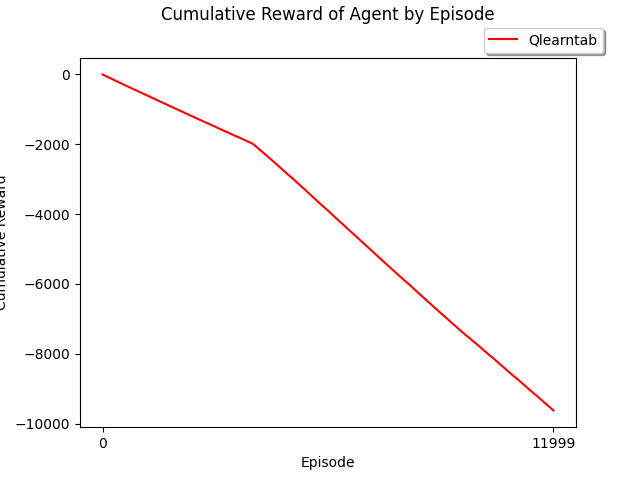 Cumulative Reward of Agent by Episode
Qlearntab
0
−2000
−4000
−6000
−8000
−10000
Cumulative Reward
0
11999
Episode